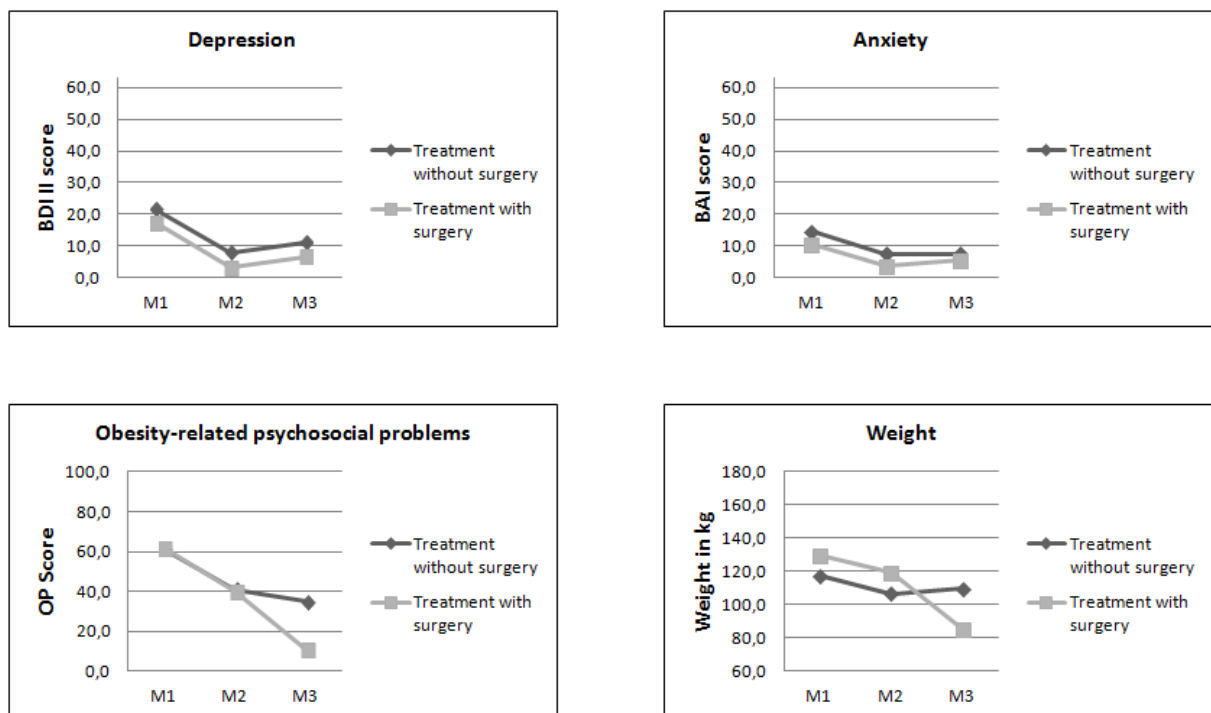 Depression
60,0
50,0
40,0
30,0
20,0
10,0
0,0
BDI II score
M1 M2 M3
Treatment
without surgery
Treatment with
surgery
Anxiety
60,0
50,0
40,0
30,0
20,0
10,0
0,0
BAI score
M1 M2 M3
Treatment
without surgery
Treatment with
surgery
Obesity-related psychosocial problems
100,0
80,0
60,0
40,0
20,0
0,0
OP Score
M1 M2 M3
Treatment
without surgery
Treatment with
surgery
Weight
180,0
160,0
140,0
120,0
100,0
80,0
60,0
Weight in kg
M1 M2 M3
Treatment
without surgery
Treatment with
surgery